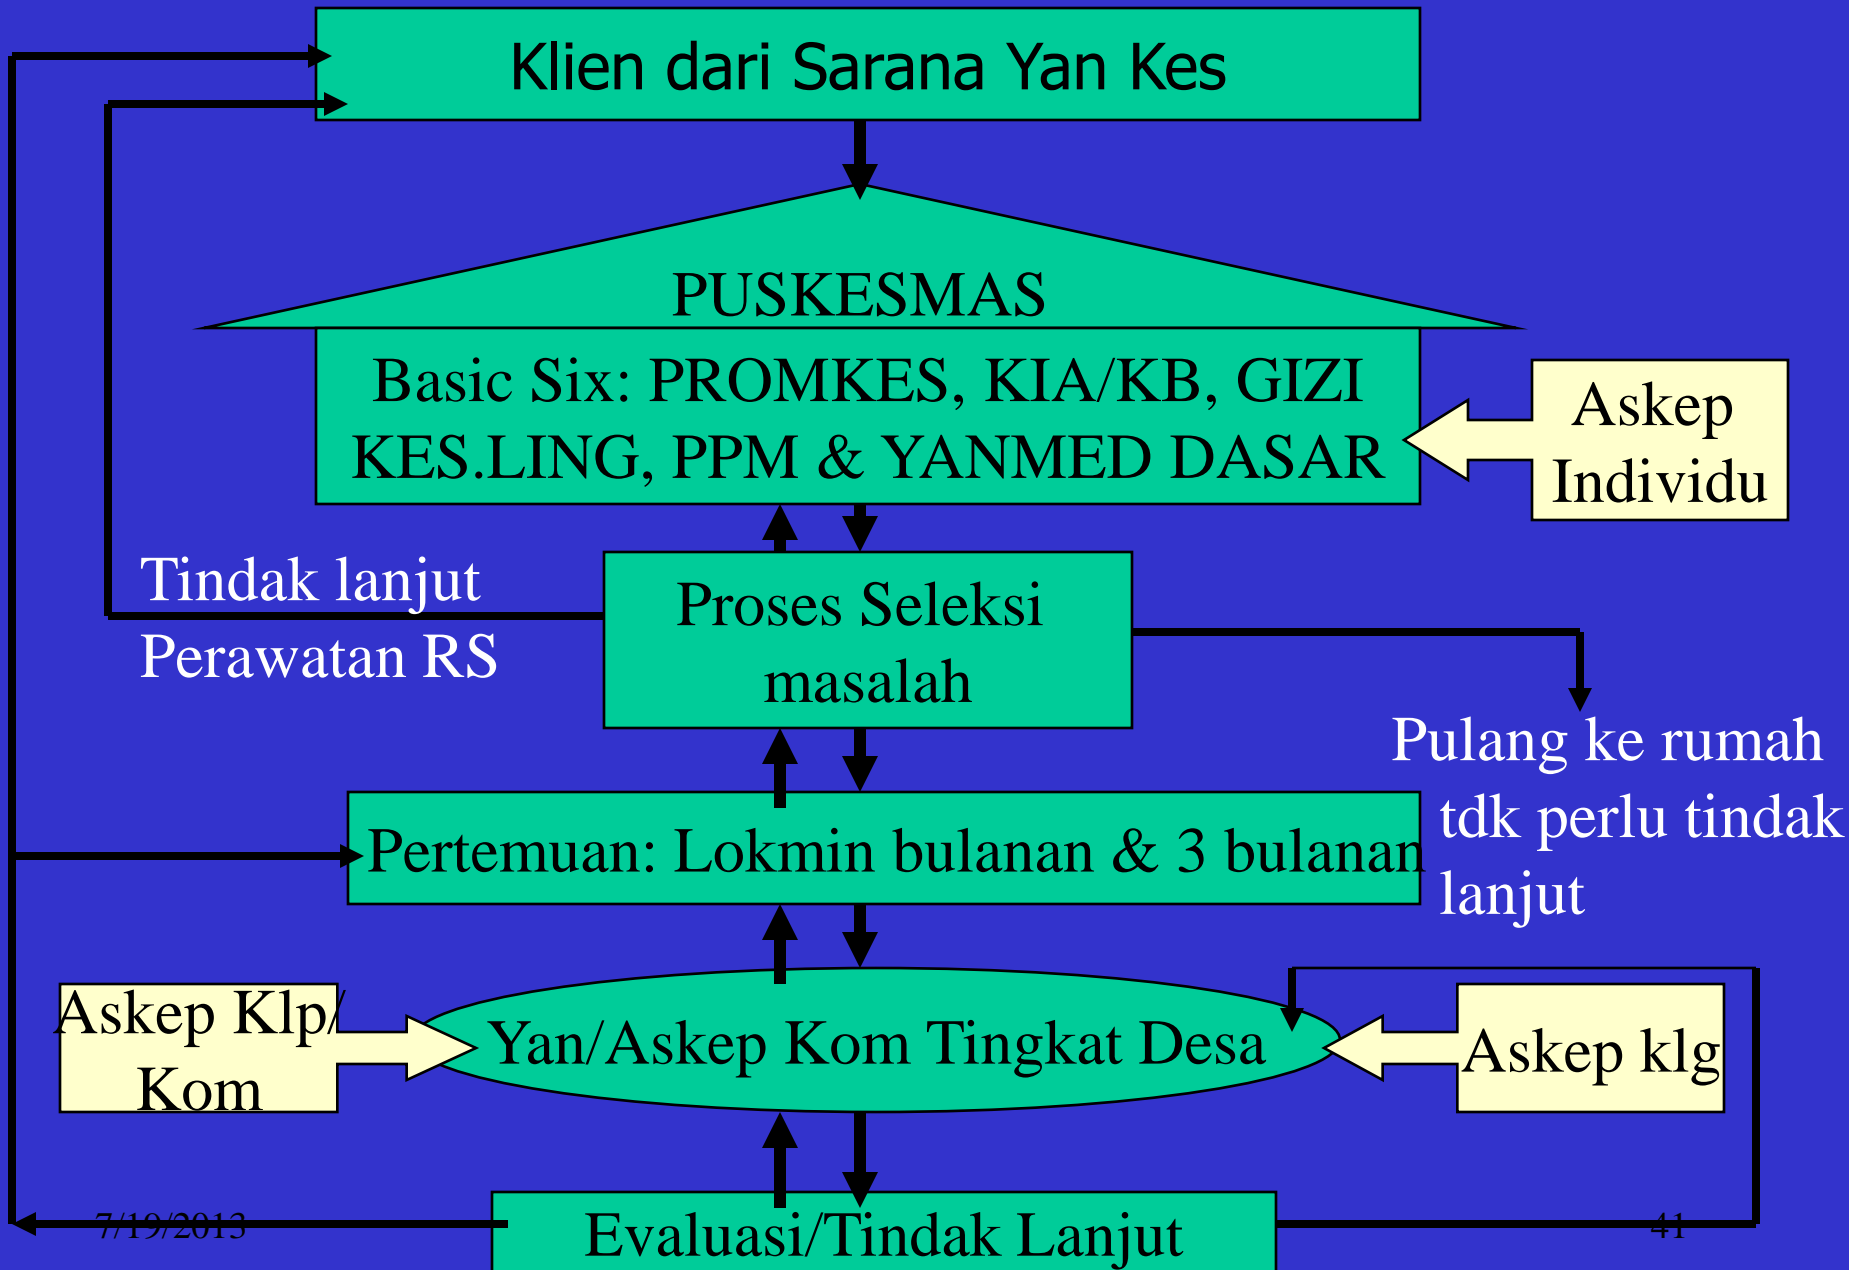 Klien dari Sarana Yan Kes
PUSKESMAS
Basic Six: PROMKES, KIA/KB, GIZI
KES.LING, PPM & YANMED DASAR
Askep
Individu
Tindak lanjut
Perawatan RS
Proses Seleksi
masalah
Pulang ke rumah
tdk perlu tindak
lanjut
Pertemuan: Lokmin bulanan & 3 bulanan
Askep Klp/
Kom
Yan/Askep Kom Tingkat Desa
Askep klg
7/19/2013
Evaluasi/Tindak Lanjut
41